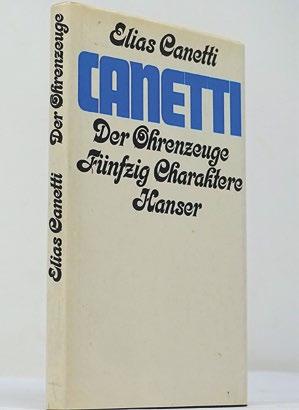 Elias Canetti
CANETTI
Der Ohrenzeuge
Fünfzig Charaktere
Hanser
Elias Canetti Der Ohrenzeuge